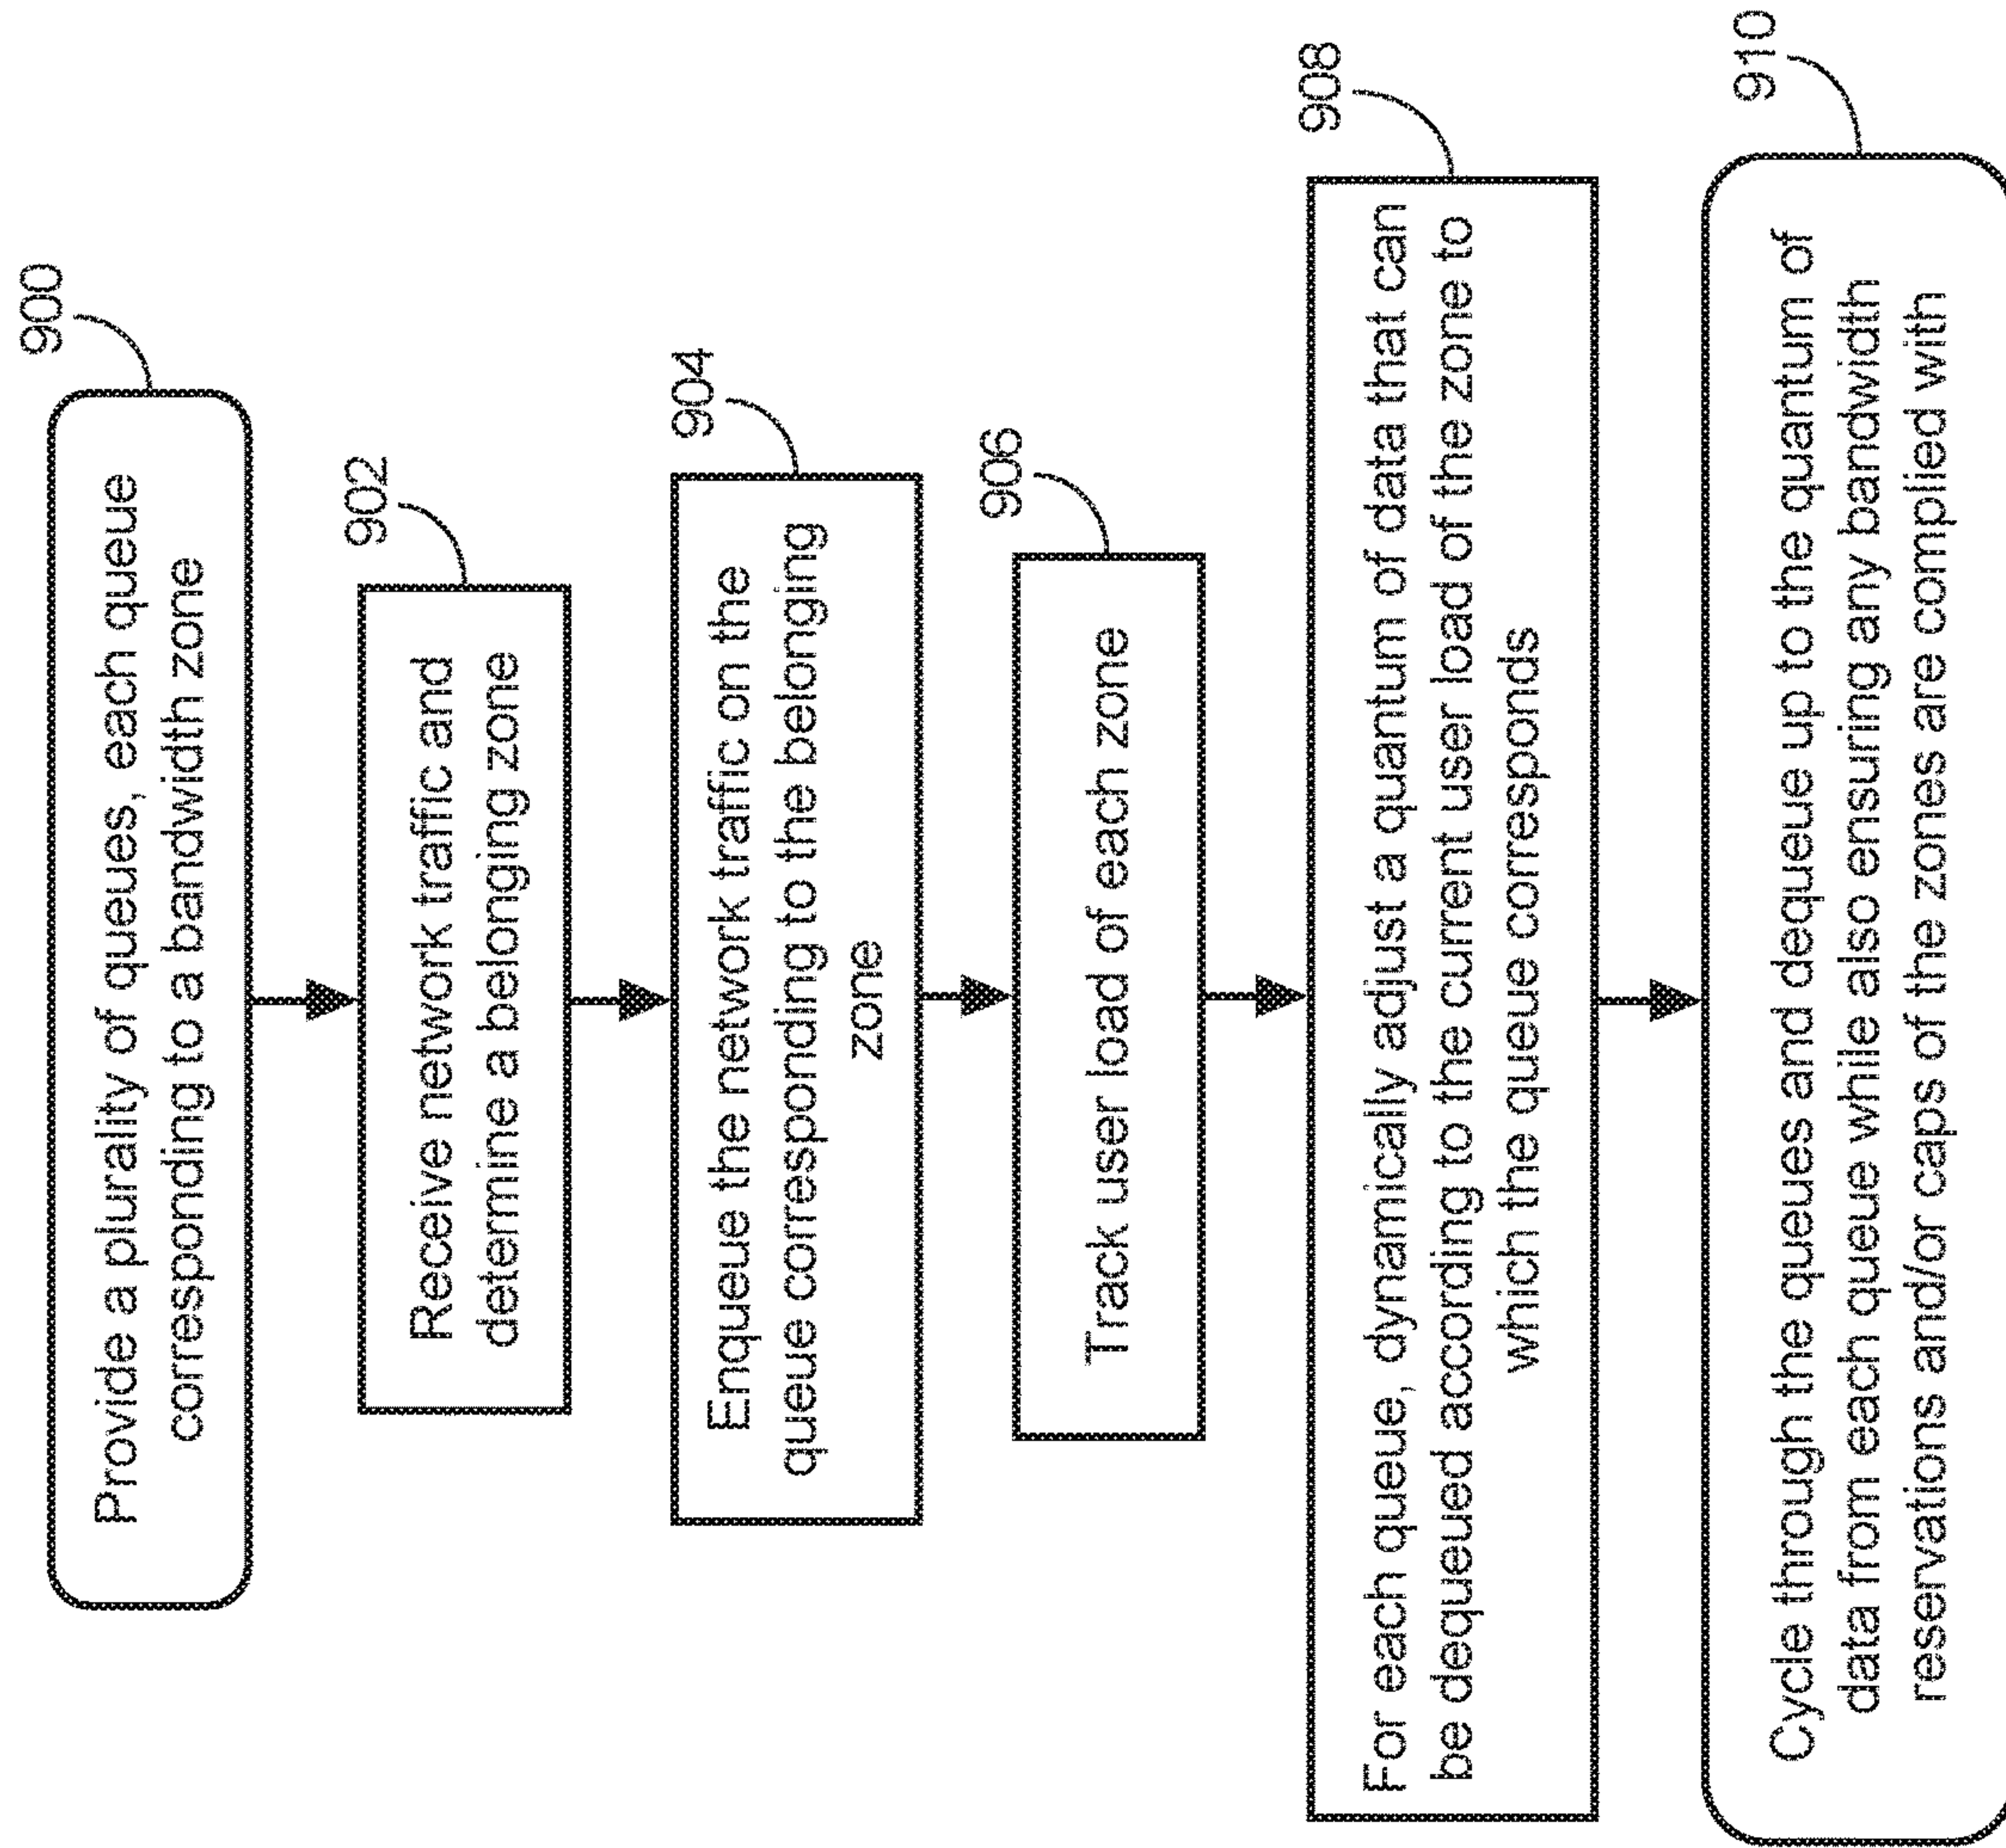 900
Provide a plurality of queues, each queue
corresponding to a bandwidth zone
902
Receive network traffic and
determine a belonging zone
904
Enqueue the network traffic on the
queue corresponding to the belonging
zone
906
Track user load of each zone
908
For each queue, dynamically adjust a quantum of data that can
be dequeued according to the current user load of the zone to
which the queue corresponds
910
Cycle through the queues and dequeue up to the quantum of
data from each queue while also ensuring any bandwidth
reservations and/or caps of the zones are complied with